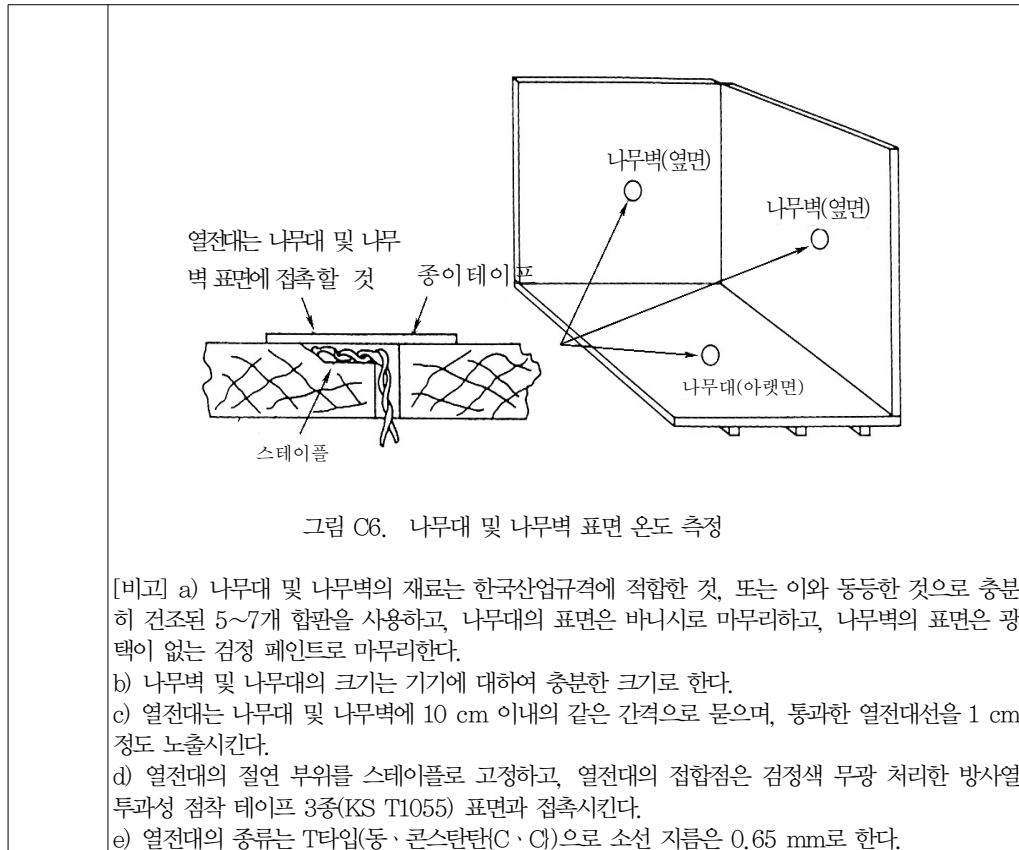 나무벽(옆면)
나무벽(옆면)
열전대는 나무대 및 나무
벽 표면에 접촉할 것
종이테이프
나무대(아랫면)
스테이플
그림 C6. 나무대 및 나무벽 표면 온도 측정
[비고] a) 나무대 및 나무벽의 재료는 한국산업규격에 적합한 것, 또는 이와 동등한 것으로 충분
히 건조된 5~7개 합판을 사용하고, 나무대의 표면은 바니시로 마무리하고, 나무벽의 표면은 광
택이 없는 검정 페인트로 마무리한다.
b) 나무벽 및 나무대의 크기는 기기에 대하여 충분한 크기로 한다.
c) 열전대는 나무대 및 나무벽에 10 cm 이내의 같은 간격으로 묻으며, 통과한 열전대선을 1 cm
정도 노출시킨다.
d) 열전대의 절연 부위를 스테이플로 고정하고, 열전대의 접합점은 검정색 무광 처리한 방사열
투과성 점착 테이프 3종(KS T1055) 표면과 접촉시킨다.
e) 열전대의 종류는 T타입(동ㆍ콘스탄탄{CㆍC})으로 소선 지름은 0.65 mm로 한다.